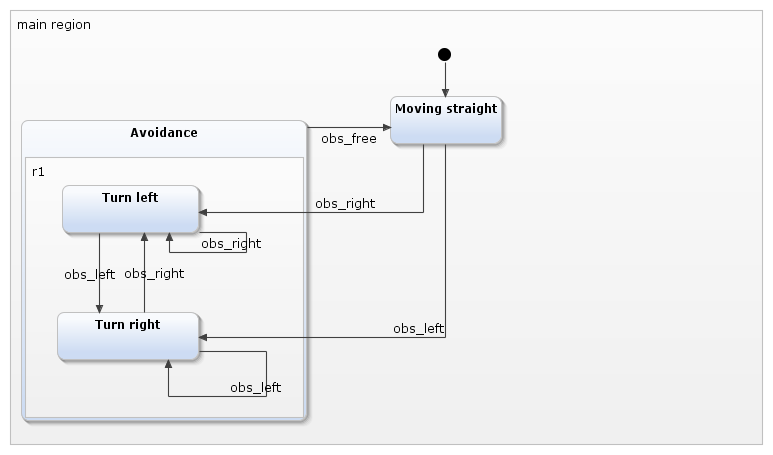 main region
Moving straight
Avoidance
obs_free
r1
Turn left
obs_right
obs_right
obs_left
obs_right
Turn right
obs_left
obs_left